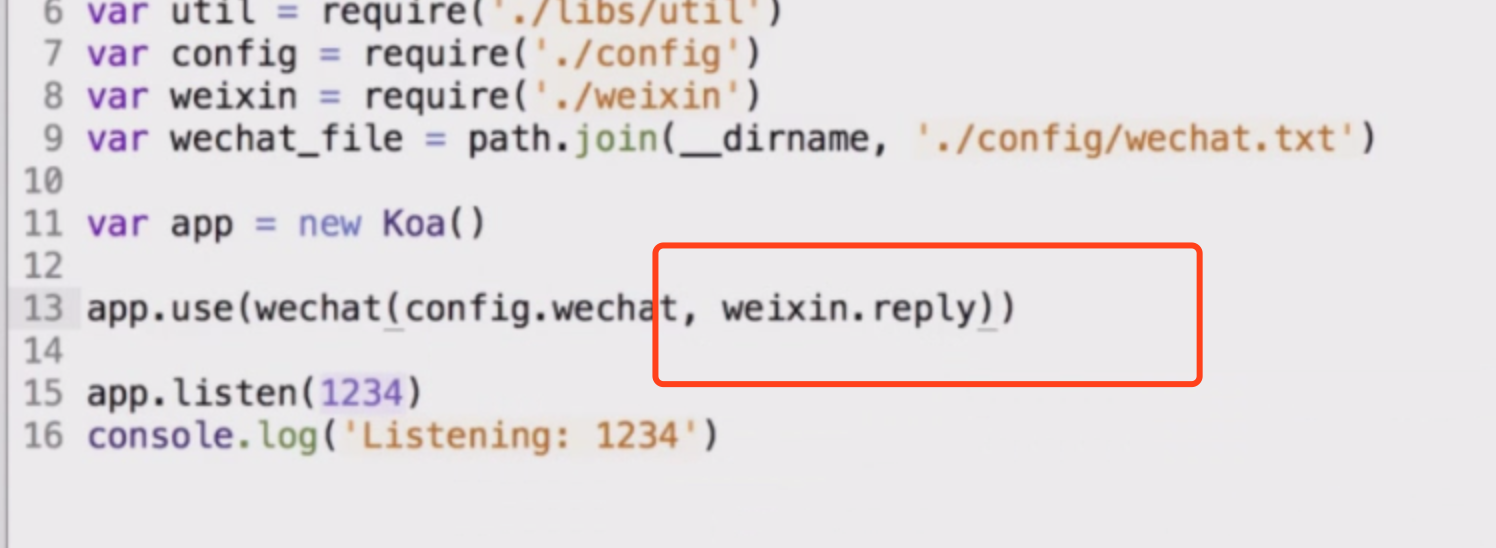 6 var util = require('./libs/util')
7 var config = require('./config')
8 var weixin = require('./weixin')
9 var wechat_file = path.join(__dirname, './config/wechat.txt')
10
11 var app = new Koa()
12
13 app.use(wechat(config.wechat, weixin.reply))
14
15 app.listen(1234)
16 console.log('Listening: 1234')